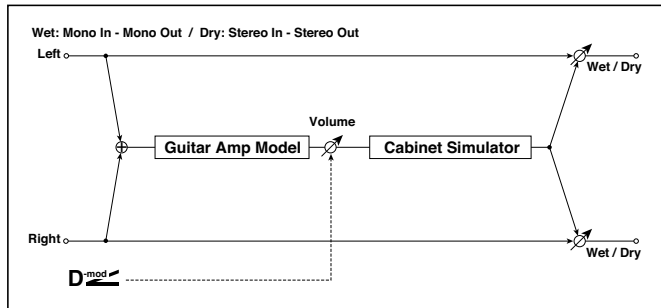 Wet: Mono In - Mono Out / Dry: Stereo In - Stereo Out
Left
Wet / Dry
Volume
Guitar Amp Model
Cabinet Simulator
Right
Wet / Dry
D-mod